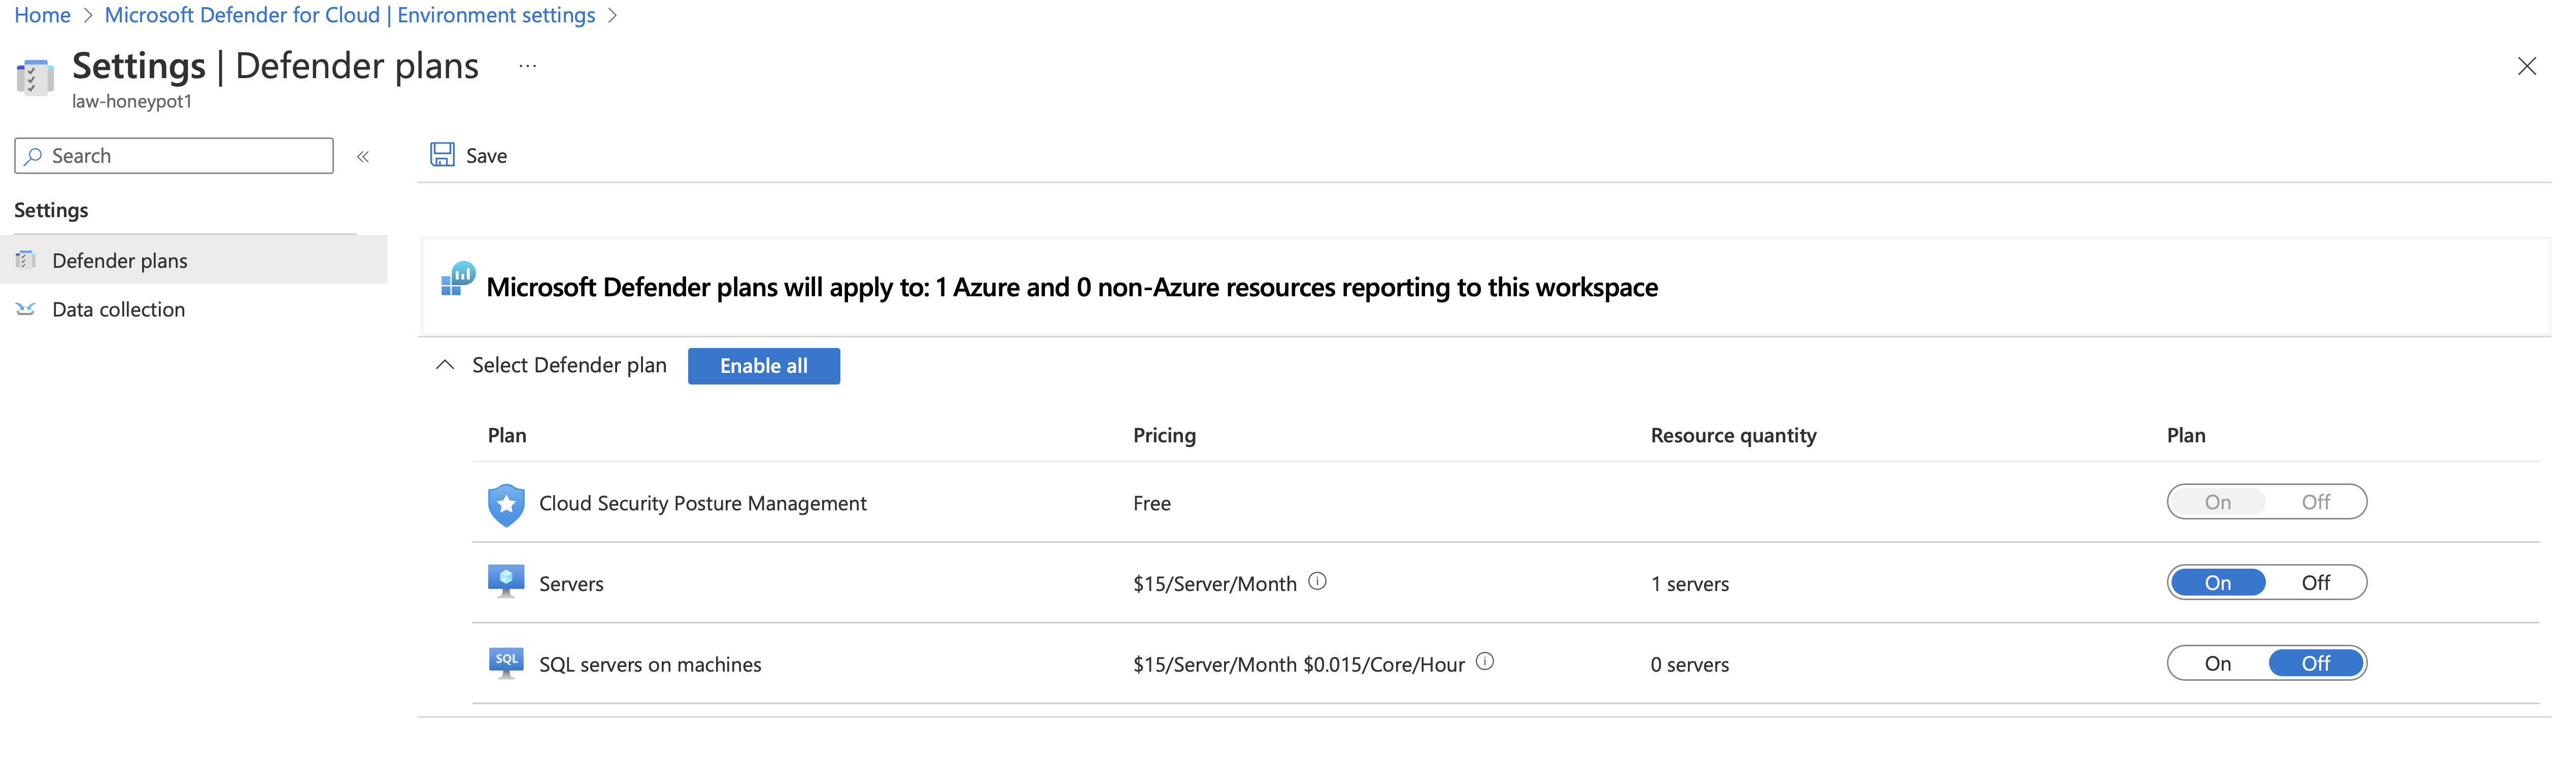 Home > Microsoft Defender for Cloud | Environment settings >
Settings | Defender plans ...
law-honeypot1
Search «
Save
Settings
Defender plans
Data collection
Microsoft Defender plans will apply to: 1 Azure and 0 non-Azure resources reporting to this workspace
Select Defender plan Enable all
Plan Pricing Resource quantity Plan
Cloud Security Posture Management Free On Off
Servers $15/Server/Month 1 servers On Off
SQL SQL servers on machines $15/Server/Month $0.015/Core/Hour 0 servers On Off